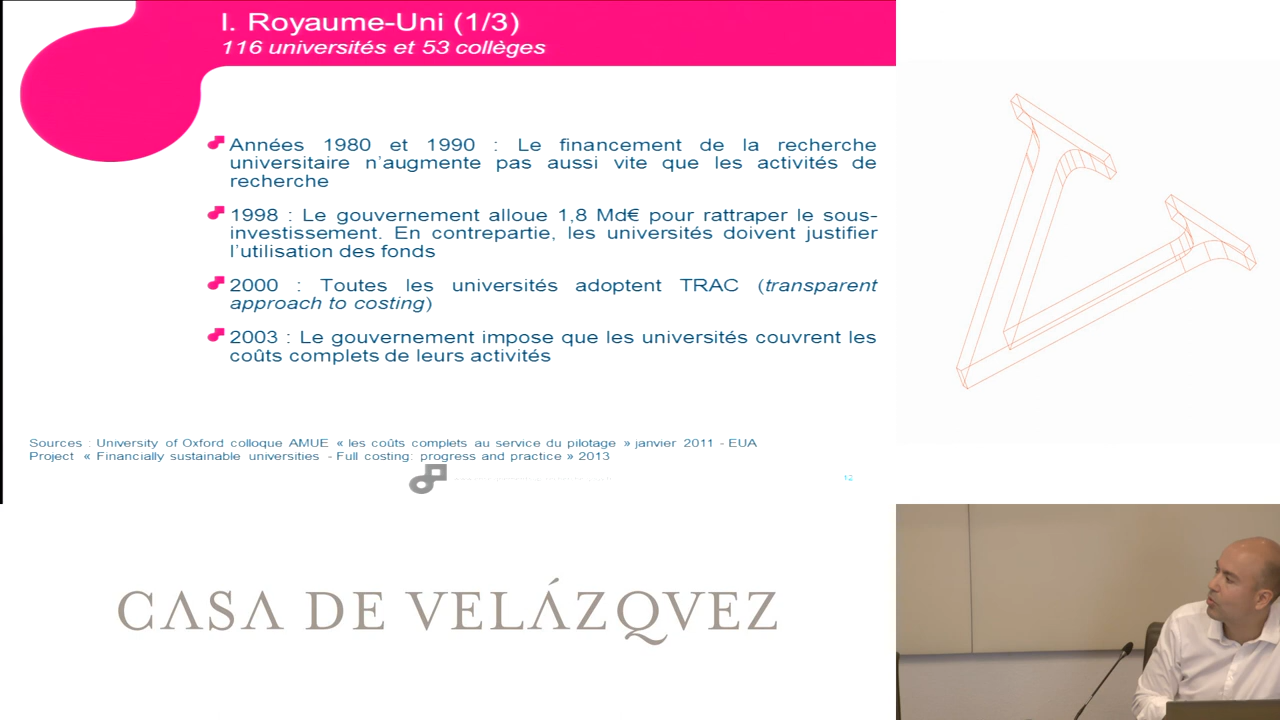 I. Royaume-Uni (1/3)
116 universités et 53 collèges
Années 1980 et 1990 : Le financement de la recherche
universitaire n’augmente pas aussi vite que les activités de
recherche
1998 : Le gouvernement alloue 1,8 Md€ pour rattraper le sous-
investissement. En contrepartie, les universités doivent justifier
l’utilisation des fonds
2000 : Toutes les universités adoptent TRAC (transparent
approach to costing)
2003 : Le gouvernement impose que les universités couvrent les
coûts complets de leurs activités
Sources : University of Oxford colloque AMUE « les coûts complets au service du pilotage » janvier 2011 - EUA
Project « Financially sustainable universities - Full costing: progress and practice » 2013
12
CASA DE VELÁZQVEZ